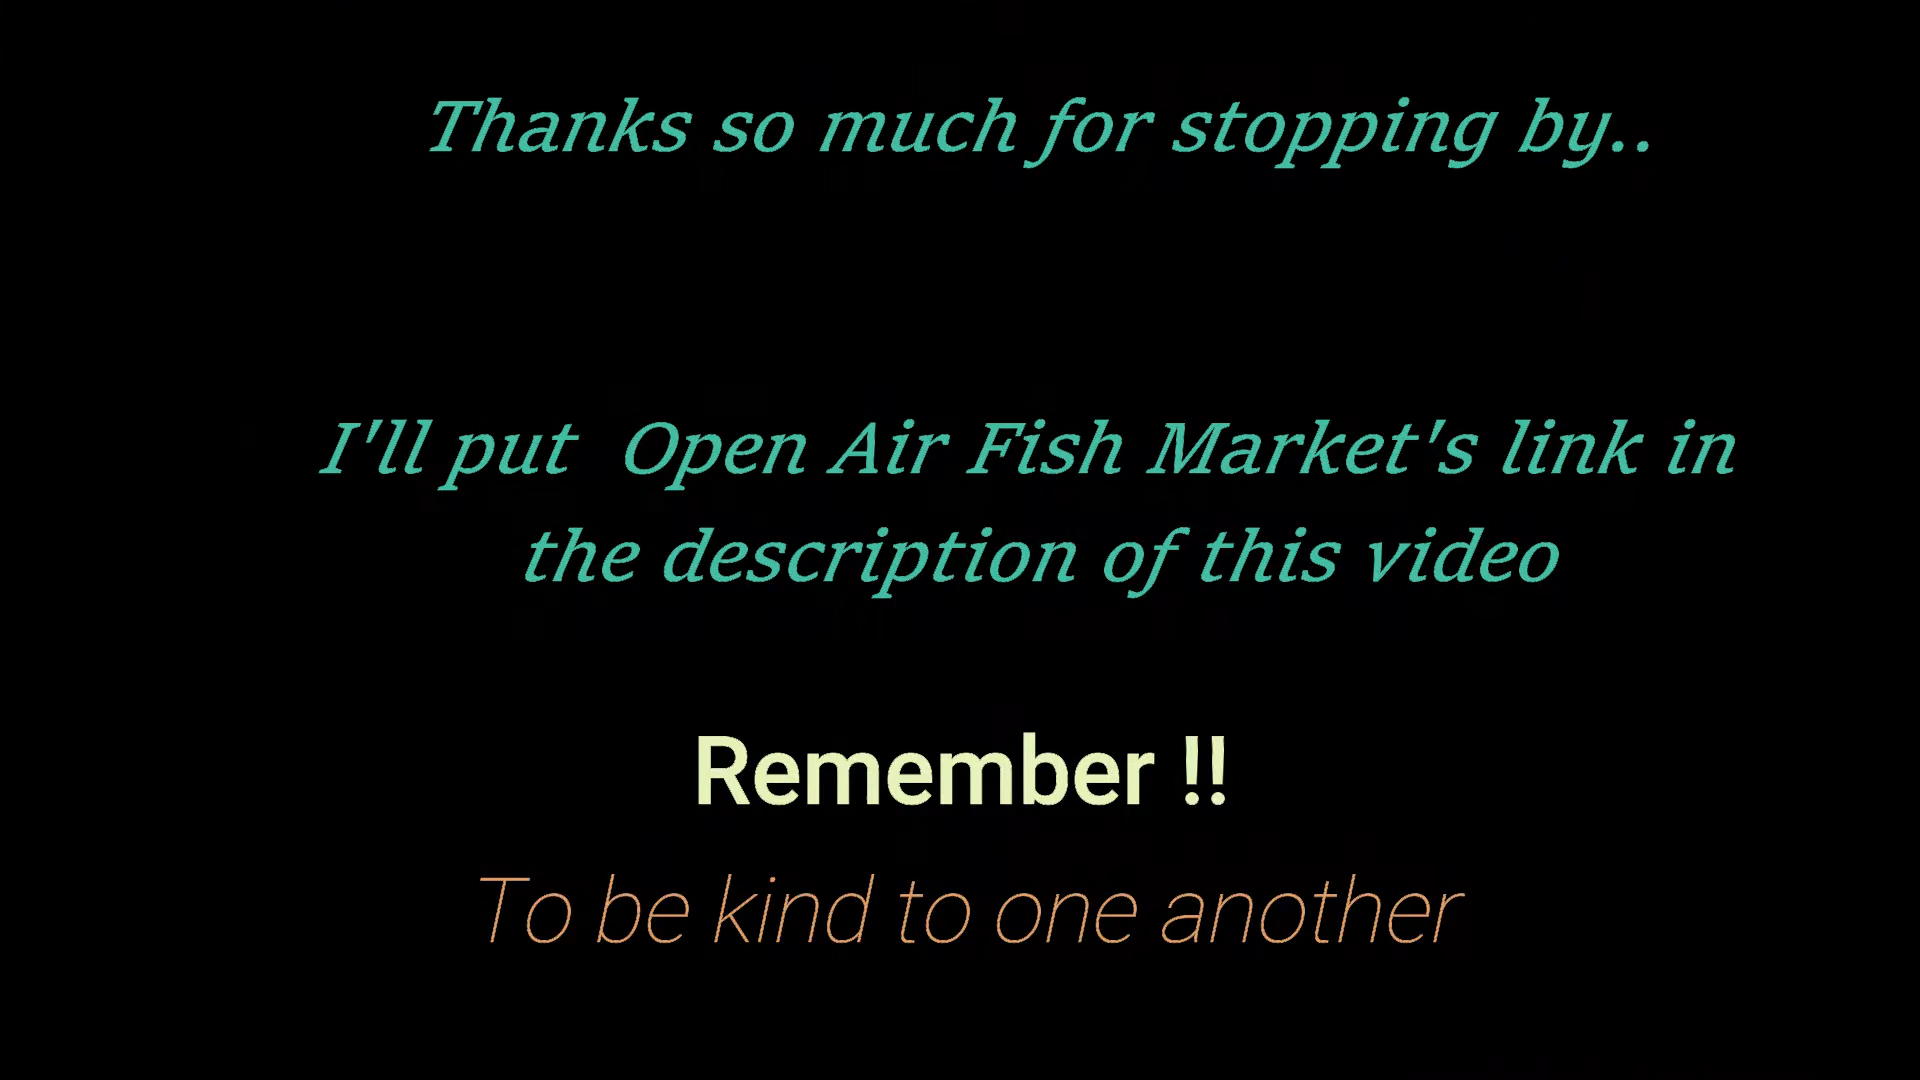 Thanks so much for stopping by..
I'll put  Open Air Fish Market's link in
the description of this video
Remember !!
To be kind to one another